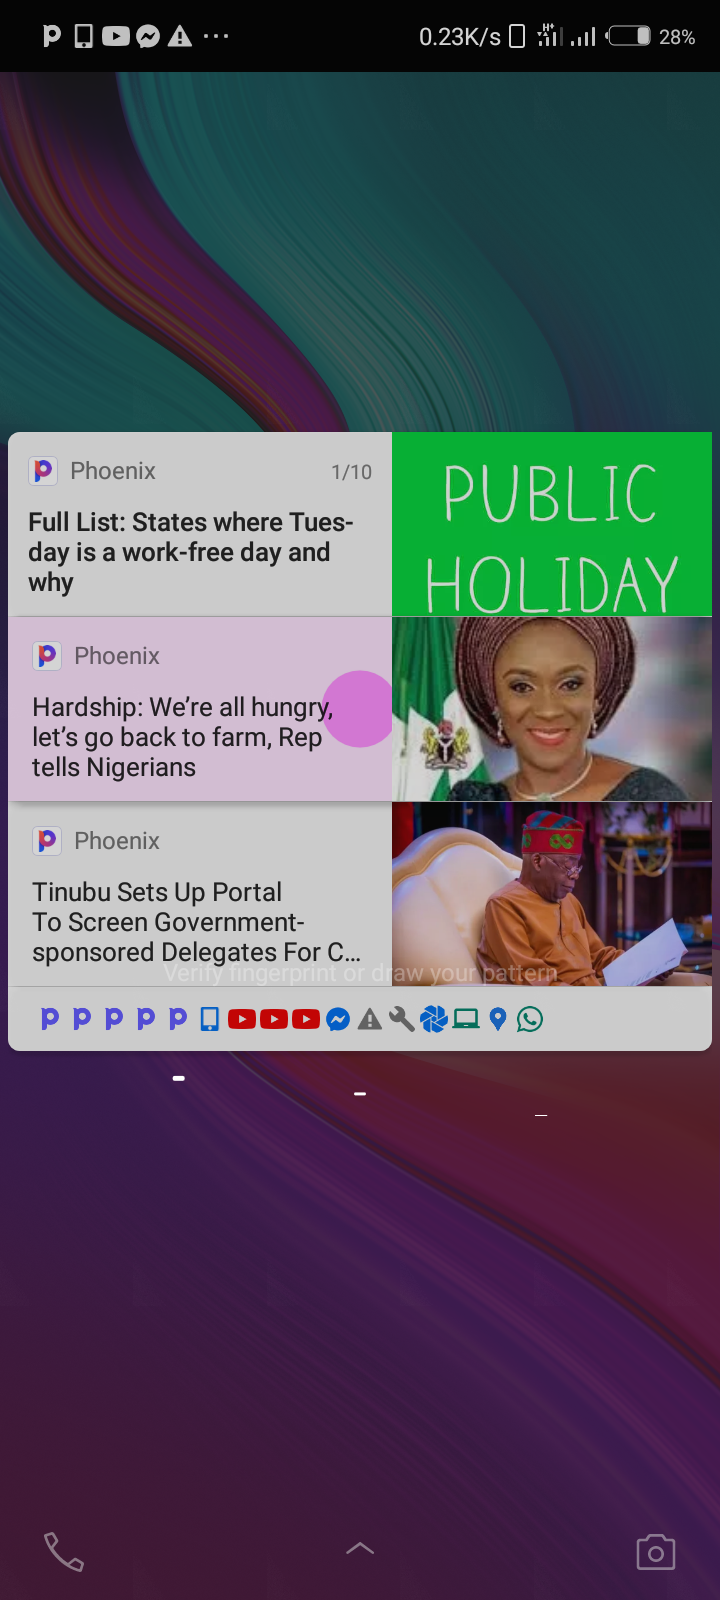 0.23K/s H+ 28%
Phoenix 1/10
Full List: States where Tues-
day is a work-free day and
why
PUBLIC
HOLIDAY
Phoenix
Hardship: We’re all hungry,
let’s go back to farm, Rep
tells Nigerians
Phoenix
Tinubu Sets Up Portal
To Screen Government-
sponsored Delegates For C...
Verify fingerprint or draw your pattern